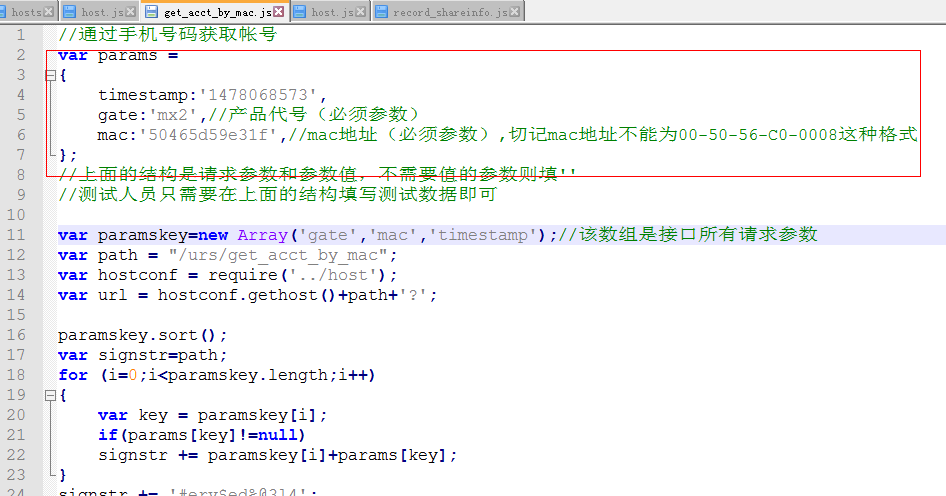 hosts
host.js
get_acct_by_mac.js
host.js
record_shareinfo.js
1 //通过手机号码获取帐号
2 var params =
3 {
4 timestamp:'1478068573',
5 gate:'mx2',//产品代号（必须参数）
6 mac:'50465d59e31f',//mac地址（必须参数）,切记mac地址不能为00-50-56-C0-0008这种格式
7 };
8 //上面的结构是请求参数和参数值，不需要值的参数则填''
9 //测试人员只需要在上面的结构填写测试数据即可
10
11 var paramskey=new Array('gate','mac','timestamp');//该数组是接口所有请求参数
12 var path = "/urs/get_acct_by_mac";
13 var hostconf = require('../host');
14 var url = hostconf.gethost()+path+'?';
15
16 paramskey.sort();
17 var signstr=path;
18 for (i=0;i<paramskey.length;i++)
19 {
20 var key = paramskey[i];
21 if(params[key]!=null)
22 signstr += paramskey[i]+params[key];
23 }
24 signstr +=